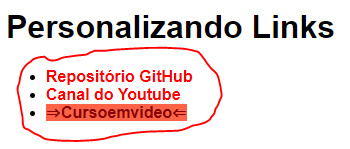 Personalizando Links
Repositório GitHub
Canal do Youtube
⇒Cursoemvideo⇐